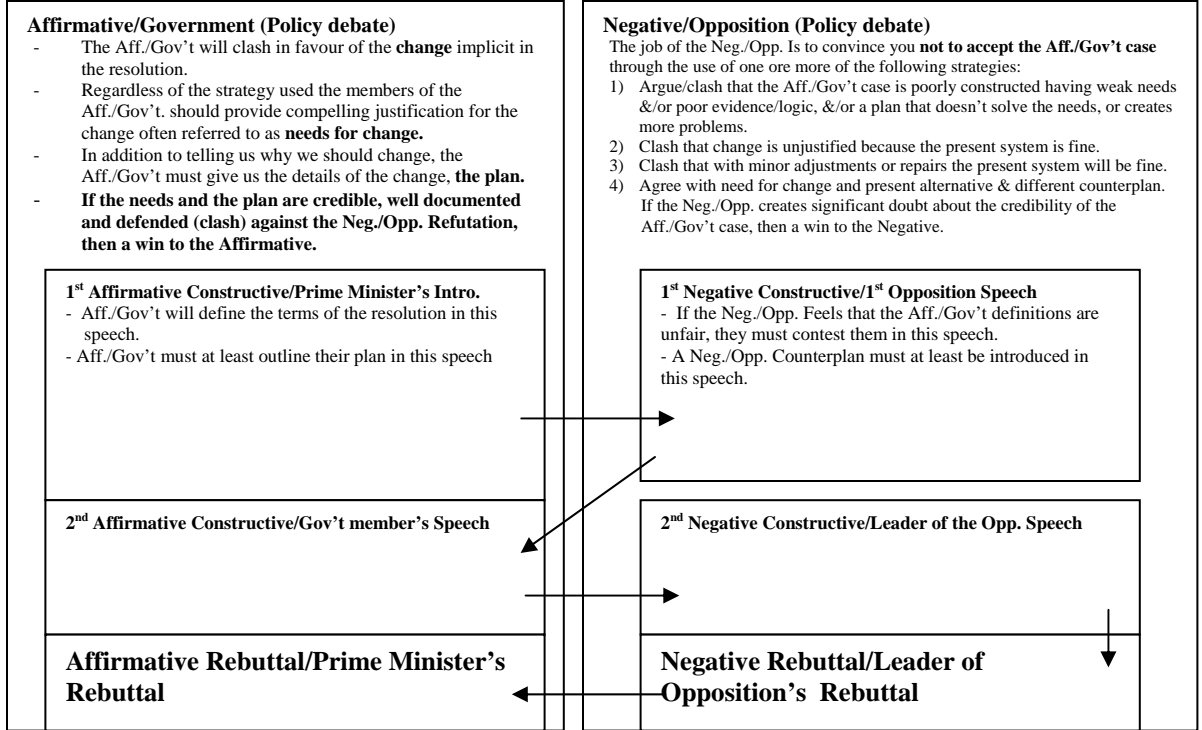 Affirmative/Government (Policy debate)
- The Aff./Gov't will clash in favour of the change implicit in
the resolution.
- Regardless of the strategy used the members of the
Aff./Gov't. should provide compelling justification for the
change often referred to as needs for change.
- In addition to telling us why we should change, the
Aff./Gov't must give us the details of the change, the plan.
- If the needs and the plan are credible, well documented
and defended (clash) against the Neg./Opp. Refutation,
then a win to the Affirmative.
1st Affirmative Constructive/Prime Minister's Intro.
- Aff./Gov't will define the terms of the resolution in this
speech.
- Aff./Gov't must at least outline their plan in this speech
2nd Affirmative Constructive/Gov't member's Speech
Affirmative Rebuttal/Prime Minister's
Rebuttal
Negative/Opposition (Policy debate)
The job of the Neg./Opp. Is to convince you not to accept the Aff./Gov't case
through the use of one ore more of the following strategies:
1) Argue/clash that the Aff./Gov't case is poorly constructed having weak needs
&/or poor evidence/logic, &/or a plan that doesn't solve the needs, or creates
more problems.
2) Clash that change is unjustified because the present system is fine.
3) Clash that with minor adjustments or repairs the present system will be fine.
4) Agree with need for change and present alternative & different counterplan.
If the Neg./Opp. creates significant doubt about the credibility of the
Aff./Gov't case, then a win to the Negative.
1st Negative Constructive/1st Opposition Speech
- If the Neg./Opp. Feels that the Aff./Gov't definitions are
unfair, they must contest them in this speech.
- A Neg./Opp. Counterplan must at least be introduced in
this speech.
2nd Negative Constructive/Leader of the Opp. Speech
Negative Rebuttal/Leader of
Opposition's Rebuttal